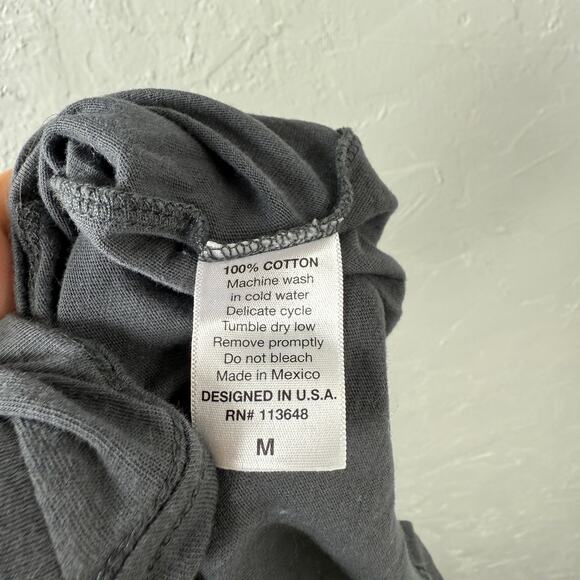 100% COTTON
Machine wash
in cold water
Delicate cycle
Tumble dry low
Remove promptly
Do not bleach
Made in Mexico
DESIGNED IN U.S.A.
RN# 113648
M